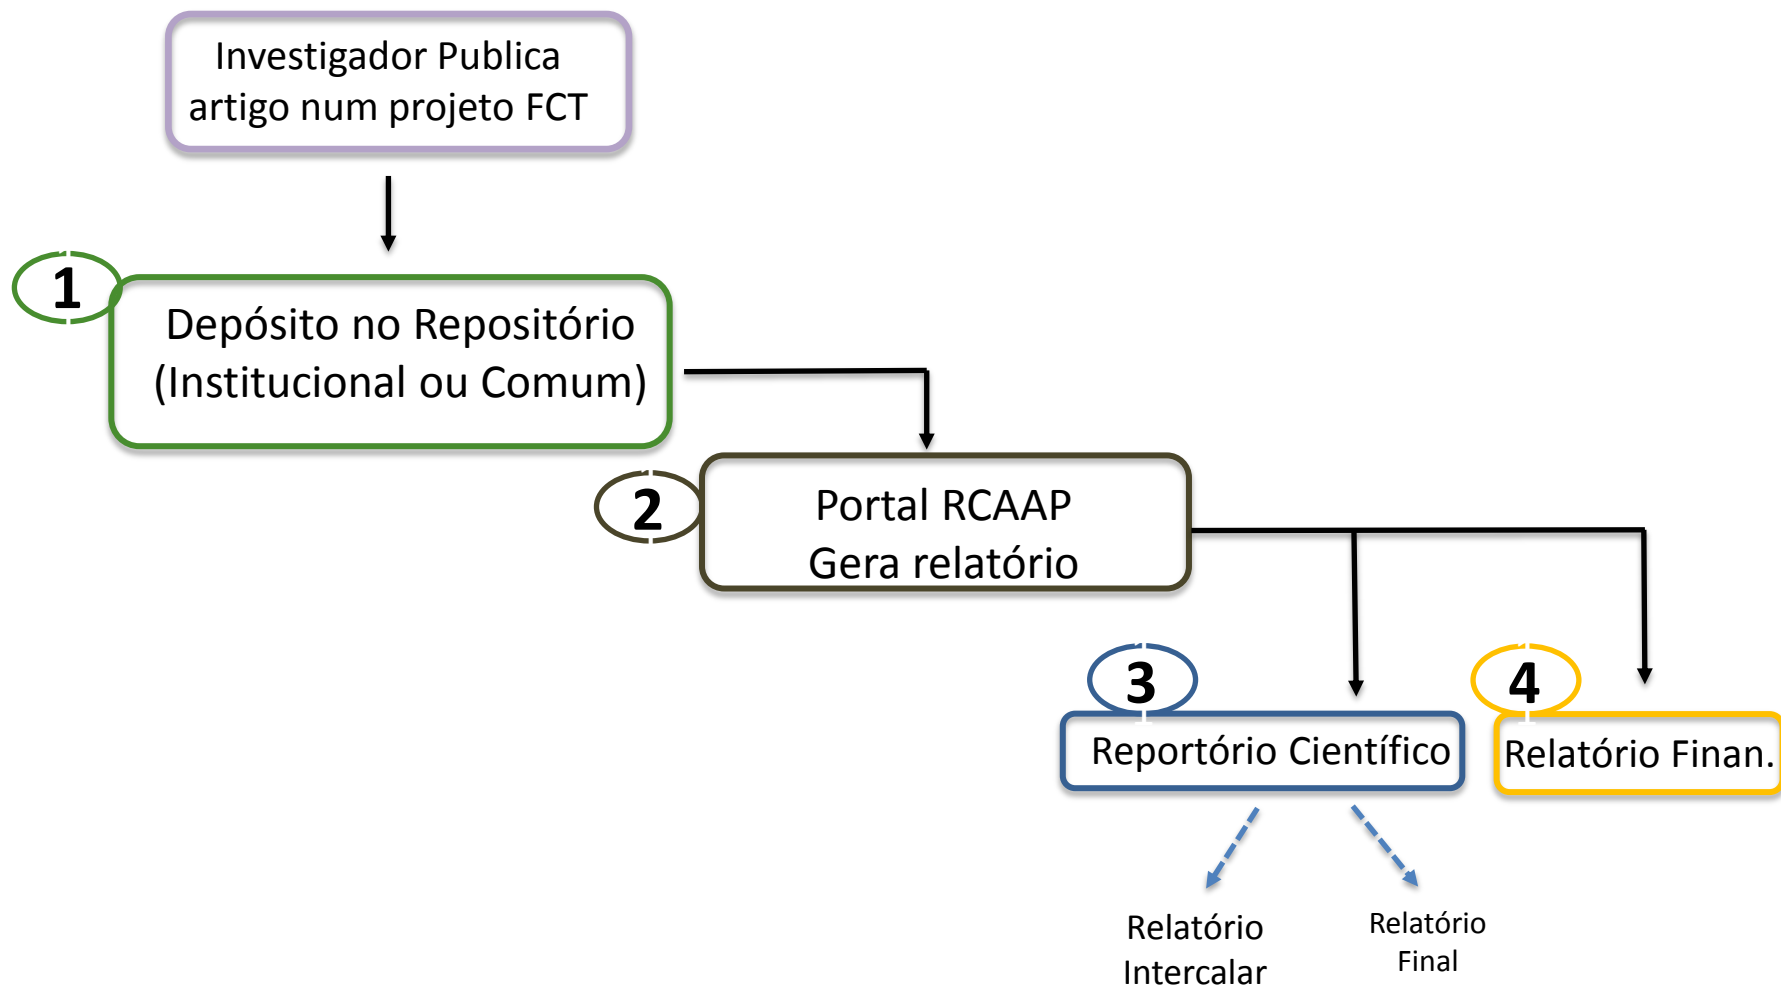 Investigador Publica
artigo num projeto FCT
1
Depósito no Repositório
(Institucional ou Comum)
2
Portal RCAAP
Gera relatório
3
Reportório Científico
4
Relatório Finan.
Relatório
Intercalar
Relatório
Final